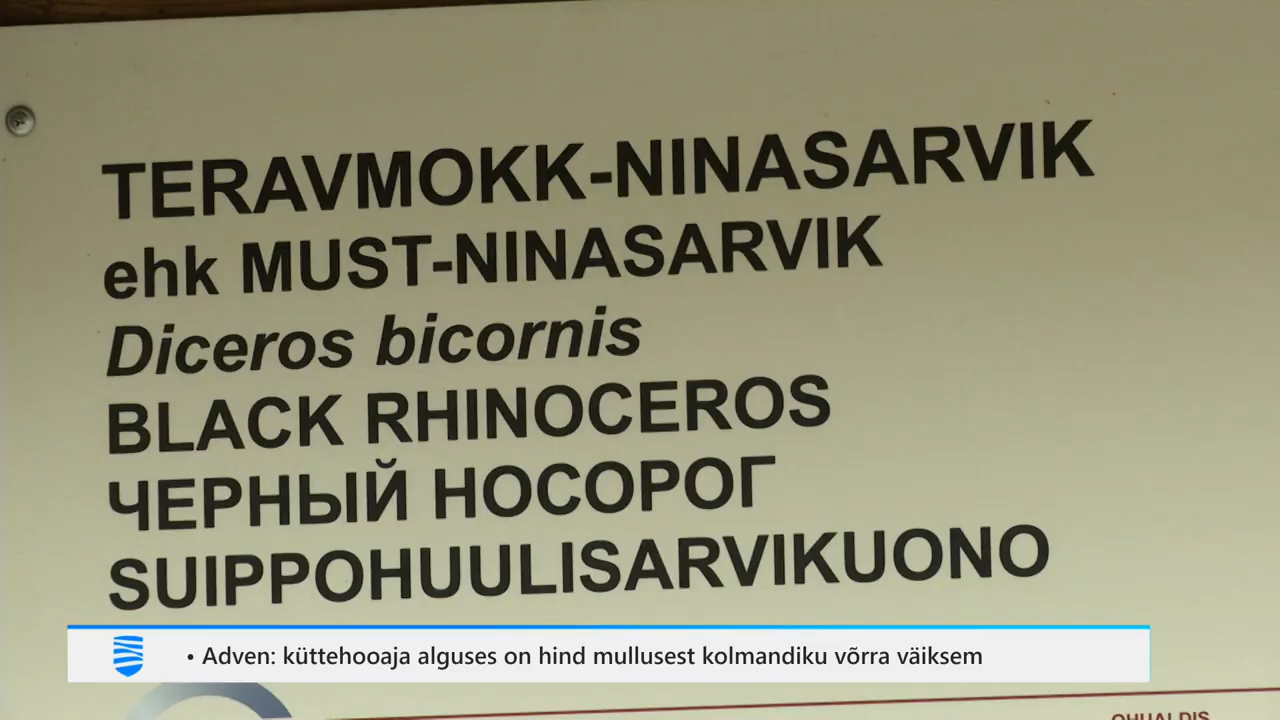 TERAVMOKK-NINASARVIK
ehk MUST-NINASARVIK
Diceros bicornis
BLACK RHINOCEROS
ЧЕРНЫЙ НОСОРОГ
SUIPPOHUULISARVIKUONO
• Adven: küttehooaja alguses on hind mullusest kolmandiku võrra väiksem